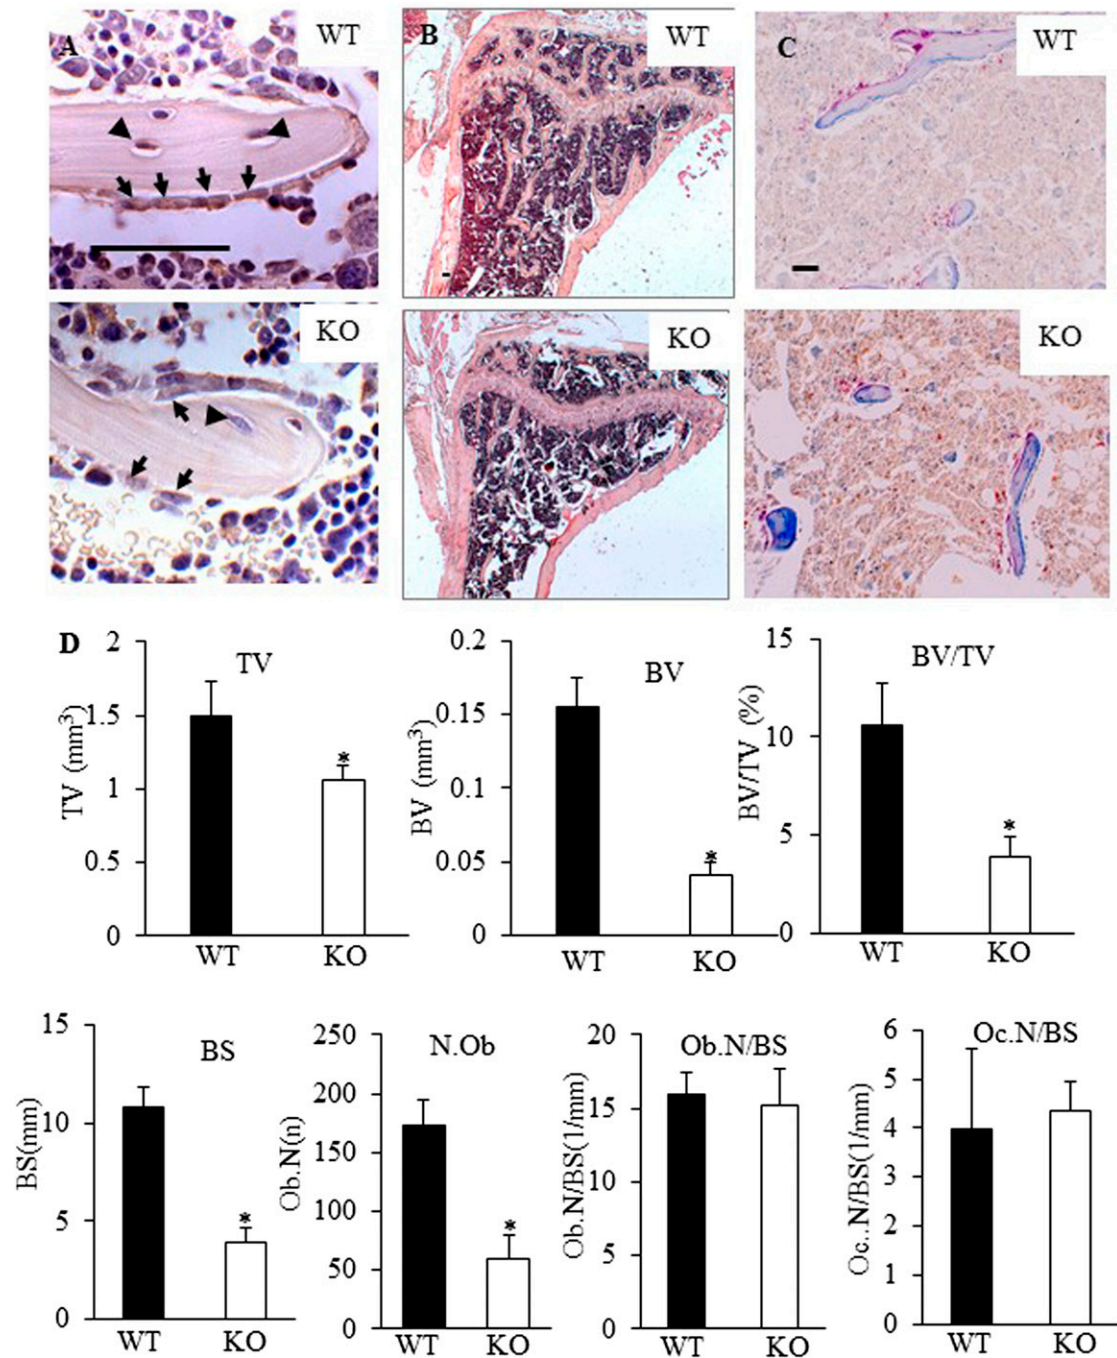 A WT
B WT
C WT
KO
KO
KO
D
TV
TV (mm³)
2
1.5
1
0.5
0
*
WT KO
BV
BV (mm³)
0.2
0.15
0.1
0.05
0
*
WT KO
BV/TV
BV/TV (%)
15
10
5
0
*
WT KO
BS
BS(mm)
15
10
5
0
*
WT KO
N.Ob
Ob.N(n)
250
200
150
100
50
0
*
WT KO
Ob.N/BS
Ob.N/BS(1/mm)
20
15
10
5
0
WT KO
Oc.N/BS
Oc..N/BS(1/mm)
6
5
4
3
2
1
0
WT KO